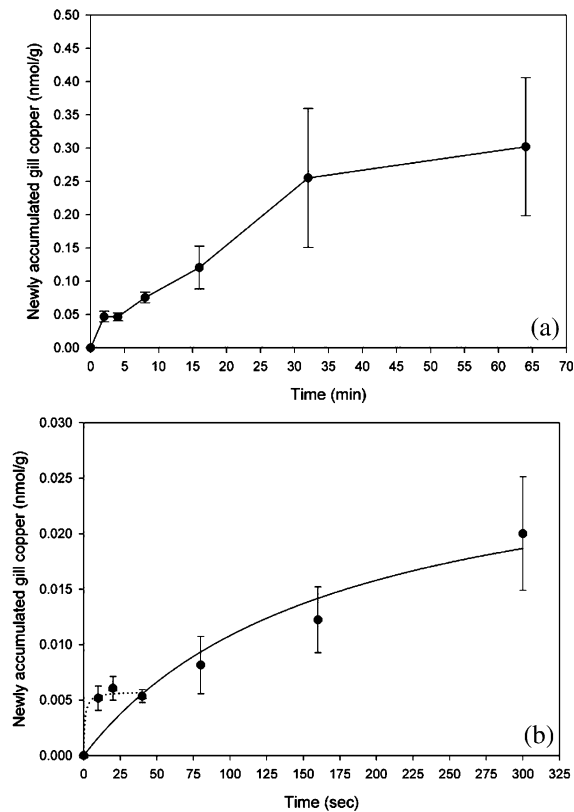 0.50
0.45
0.40
0.35
0.30
0.25
0.20
0.15
0.10
0.05
0.00
Newly accumulated gill copper (nmol/g)
(a)
0 5 10 15 20 25 30 35 40 45 50 55 60 65 70
Time (min)
0.030
0.025
0.020
0.015
0.010
0.005
0.000
Newly accumulated gill copper (nmol/g)
(b)
0 25 50 75 100 125 150 175 200 225 250 275 300 325
Time (sec)